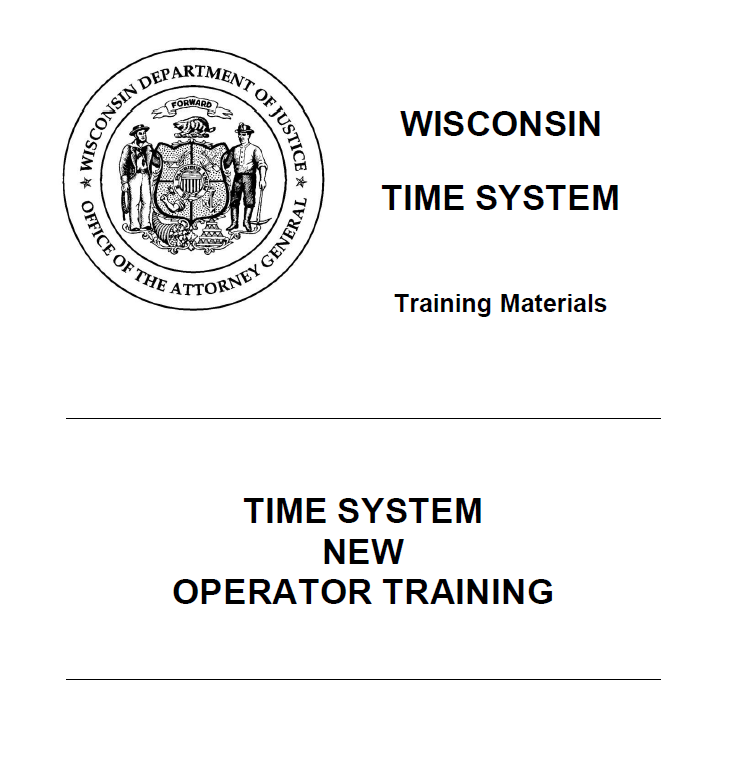 WISCONSIN DEPARTMENT OF JUSTICE
OFFICE OF THE ATTORNEY GENERAL
FORWARD
WISCONSIN
TIME SYSTEM
Training Materials
TIME SYSTEM
NEW
OPERATOR TRAINING